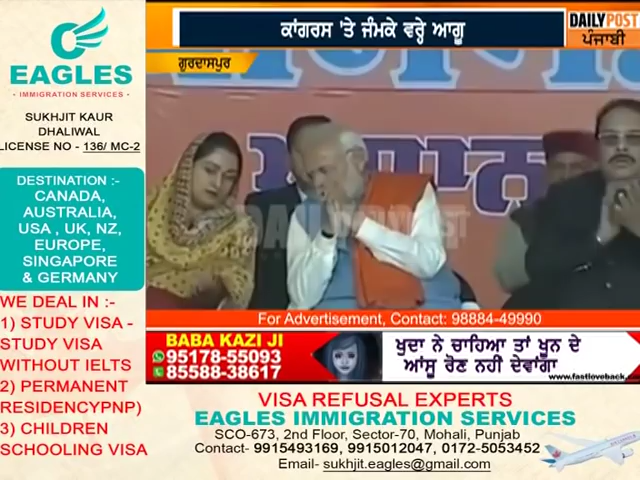 EAGLES
- IMMIGRATION SERVICES -
SUKHJIT KAUR
DHALIWAL
LICENSE NO - 136/ MC-2
DESTINATION :-
CANADA,
AUSTRALIA,
USA , UK, NZ,
EUROPE,
SINGAPORE
& GERMANY
WE DEAL IN :-
1) STUDY VISA -
STUDY VISA
WITHOUT IELTS
2) PERMANENT
RESIDENCYPNP)
3) CHILDREN
SCHOOLING VISA
ਕਾਂਗਰਸ 'ਤੇ ਜੰਮਕੇ ਵਰ੍ਹੇ ਆਗੂ
DAILY POST
ਪੰਜਾਬੀ
ਗੁਰਦਾਸਪੁਰ
DAILY POST
For Advertisement, Contact: 98884-49990
BABA KAZI JI
95178-55093
85588-38617
ਖੁਦਾ ਨੇ ਚਾਹਿਆ ਤਾਂ ਖੂਨ ਦੇ
ਆਂਸੂ ਰੋਣ ਨਹੀਂ ਦੇਵਾਂਗਾ
www.fastloveback.com
VISA REFUSAL EXPERTS
EAGLES IMMIGRATION SERVICES
SCO-673, 2nd Floor, Sector-70, Mohali, Punjab
Contact- 9915493169, 9915012047, 0172-5053452
Email- sukhjit.eagles@gmail.com